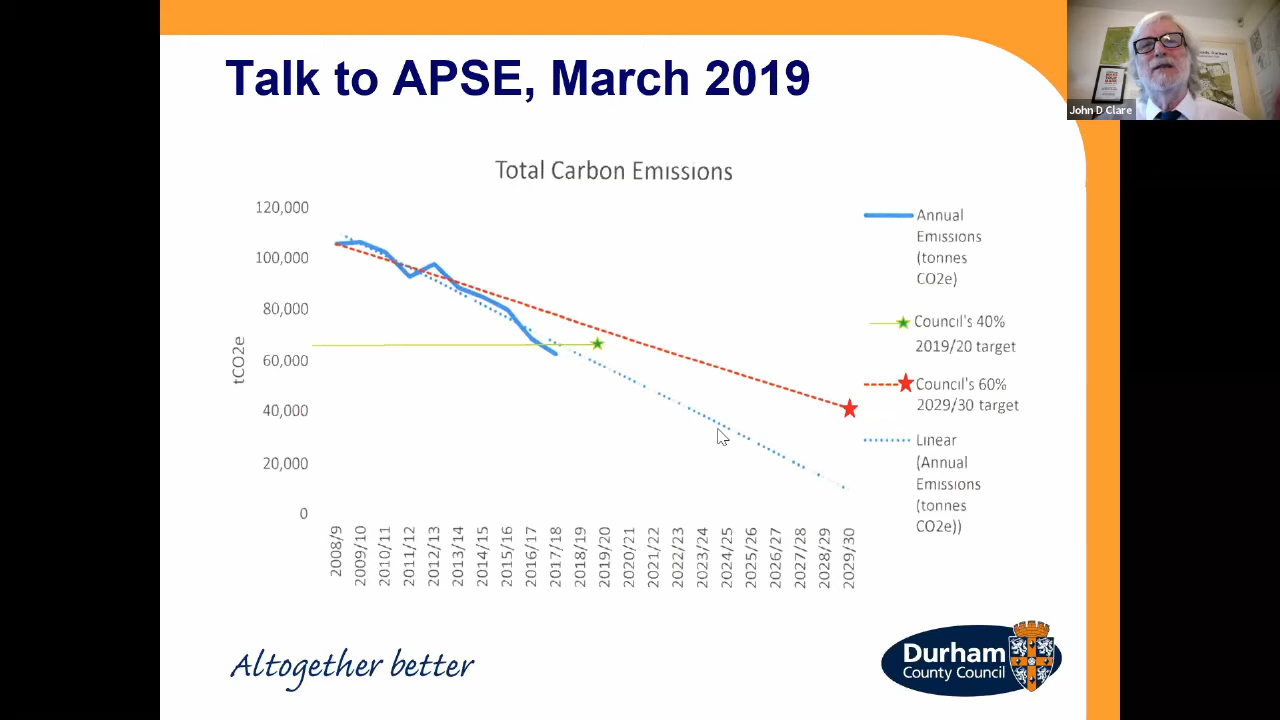 Talk to APSE, March 2019
John D Clare
Total Carbon Emissions
120,000
100,000
80,000
60,000
40,000
20,000
0
tCO2e
2008/9
2009/10
2010/11
2011/12
2012/13
2013/14
2014/15
2015/16
2016/17
2017/18
2018/19
2019/20
2020/21
2021/22
2022/23
2023/24
2024/25
2025/26
2026/27
2027/28
2028/29
2029/30
Annual
Emissions
(tonnes
CO2e)
Council's 40%
2019/20 target
Council's 60%
2029/30 target
Linear
(Annual
Emissions
(tonnes
CO2e))
Altogether better
Durham
County Council